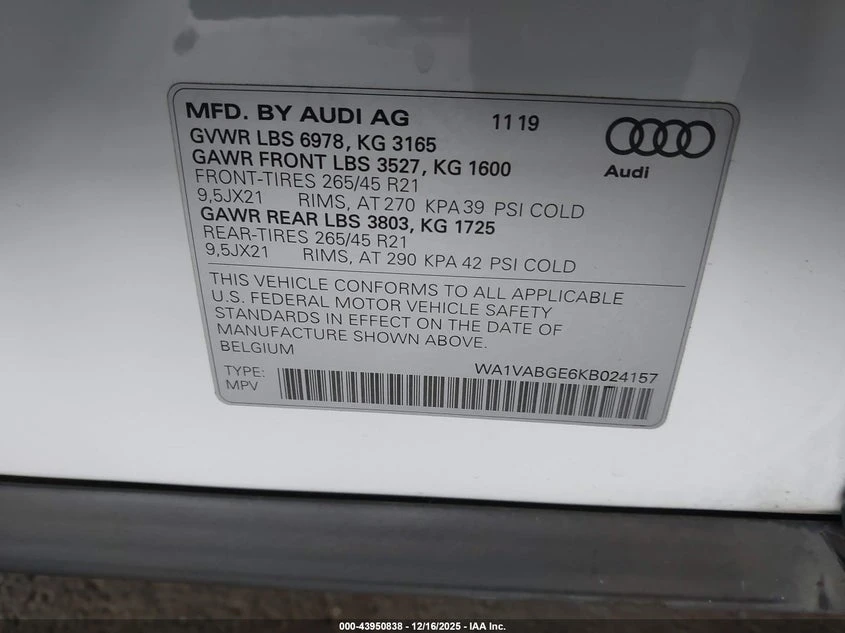 MFD. BY AUDI AG 11 19
GVWR LBS 6978, KG 3165
GAWR FRONT LBS 3527, KG 1600
Audi
FRONT-TIRES 265/45 R21
9,5JX21 RIMS, AT 270 KPA 39 PSI COLD
GAWR REAR LBS 3803, KG 1725
REAR-TIRES 265/45 R21
9,5JX21 RIMS, AT 290 KPA 42 PSI COLD
THIS VEHICLE CONFORMS TO ALL APPLICABLE
U.S. FEDERAL MOTOR VEHICLE SAFETY
STANDARDS IN EFFECT ON THE DATE OF
MANUFACTURE SHOWN ABOVE.
BELGIUM
WA1VABGE6KB024157
TYPE:
MPV
000-43950838 - 12/16/2025 - IAA Inc.